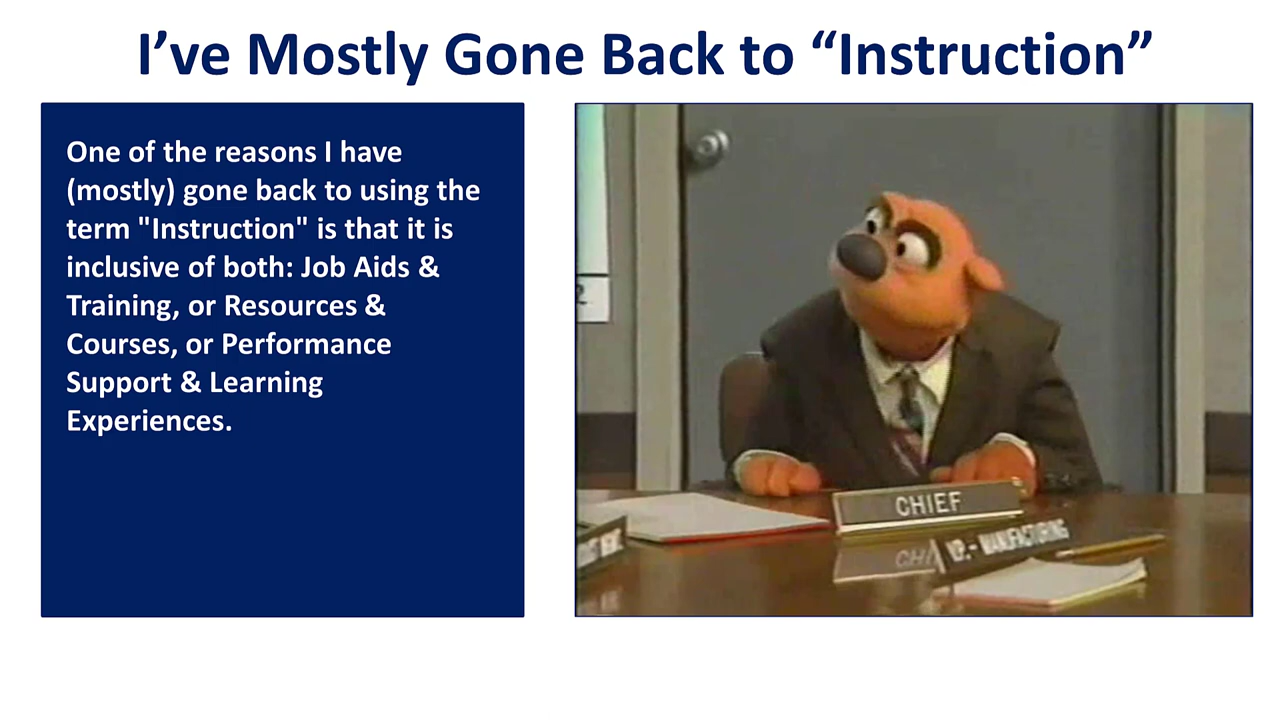 I’ve Mostly Gone Back to “Instruction”
One of the reasons I have
(mostly) gone back to using the
term "Instruction" is that it is
inclusive of both: Job Aids &
Training, or Resources &
Courses, or Performance
Support & Learning
Experiences.
2
CHIEF
V.P. - MANUFACTURING